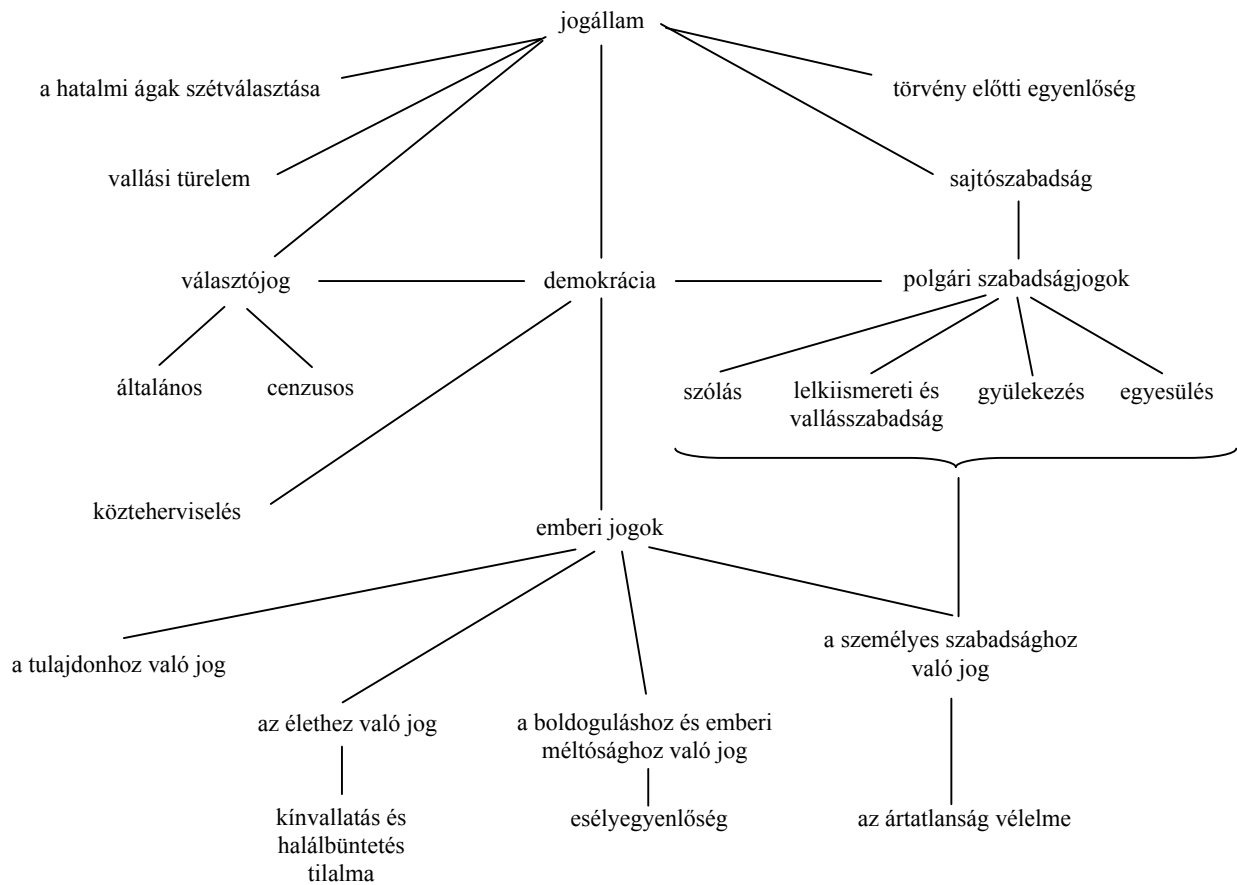 jogállam
a hatalmi ágak szétválasztása
törvény előtti egyenlőség
vallási türelem
sajtószabadság
választójog
demokrácia
polgári szabadságjogok
általános
cenzusos
szólás
lelkiismereti és
vallásszabadság
gyülekezés
egyesülés
közteherviselés
emberi jogok
a tulajdonhoz való jog
a személyes szabadsághoz
való jog
az élethez való jog
a boldoguláshoz és emberi
méltósághoz való jog
kínvallatás és
halálbüntetés
tilalma
esélyegyenlőség
az ártatlanság vélelme